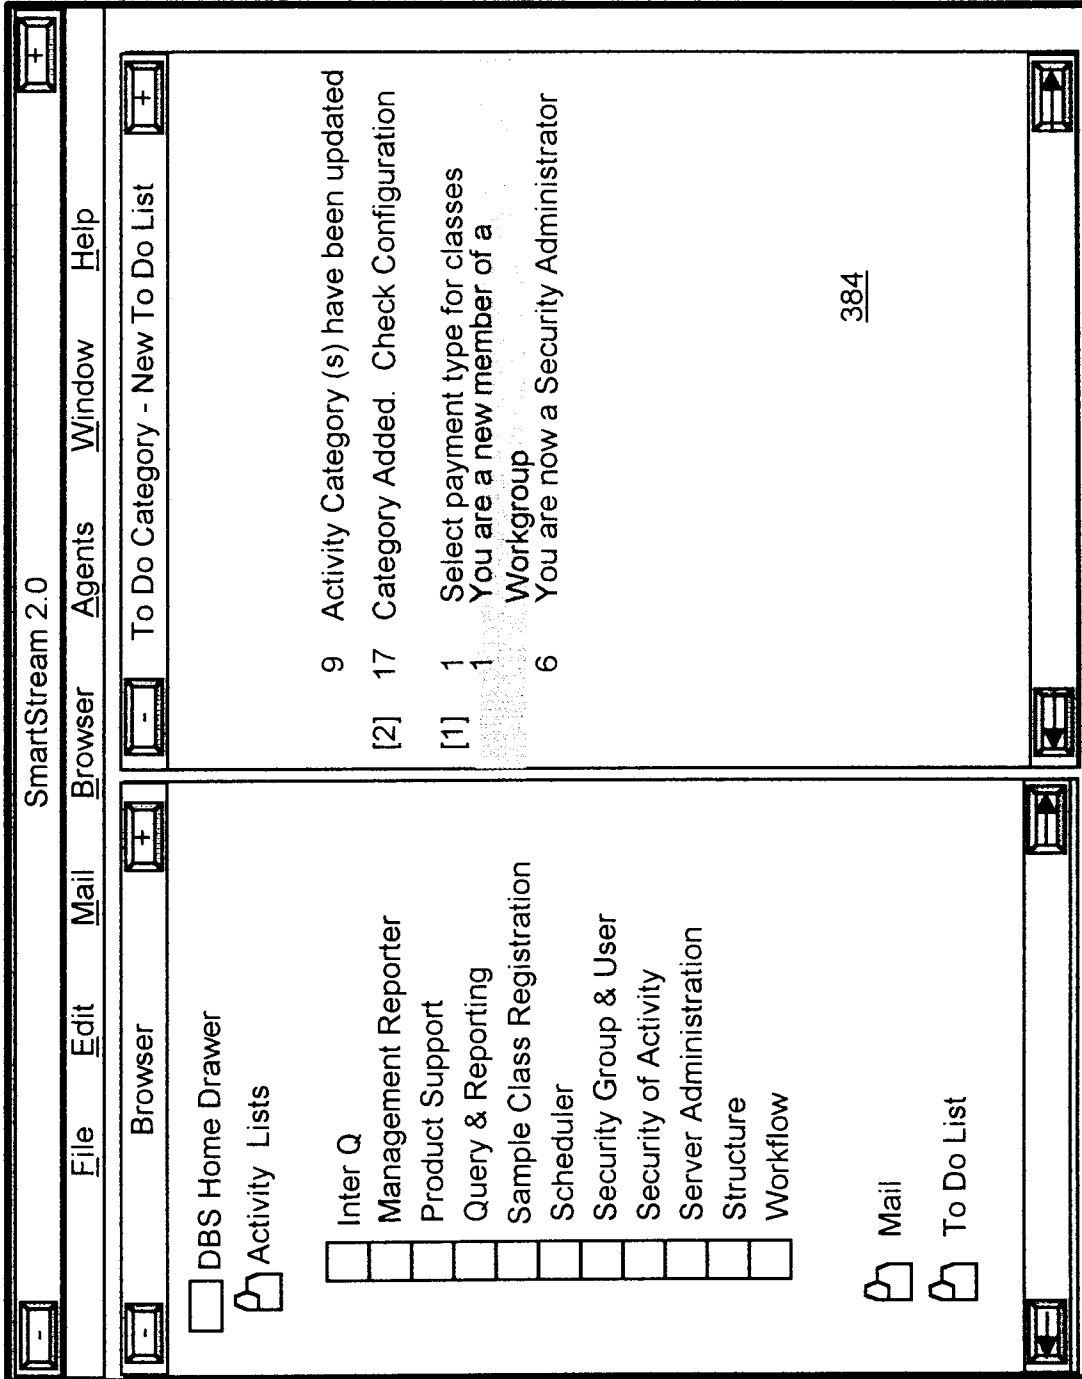 - SmartStream 2.0 +
File Edit Mail Browser Agents Window Help
- Browser +
DBS Home Drawer
Activity Lists
Inter Q
Management Reporter
Product Support
Query & Reporting
Sample Class Registration
Scheduler
Security Group & User
Security of Activity
Server Administration
Structure
Workflow
Mail
To Do List
- To Do Category - New To Do List +
9 Activity Category (s) have been updated
[2] 17 Category Added. Check Configuration
[1] 1 Select payment type for classes
1 You are a new member of a
Workgroup
6 You are now a Security Administrator
384